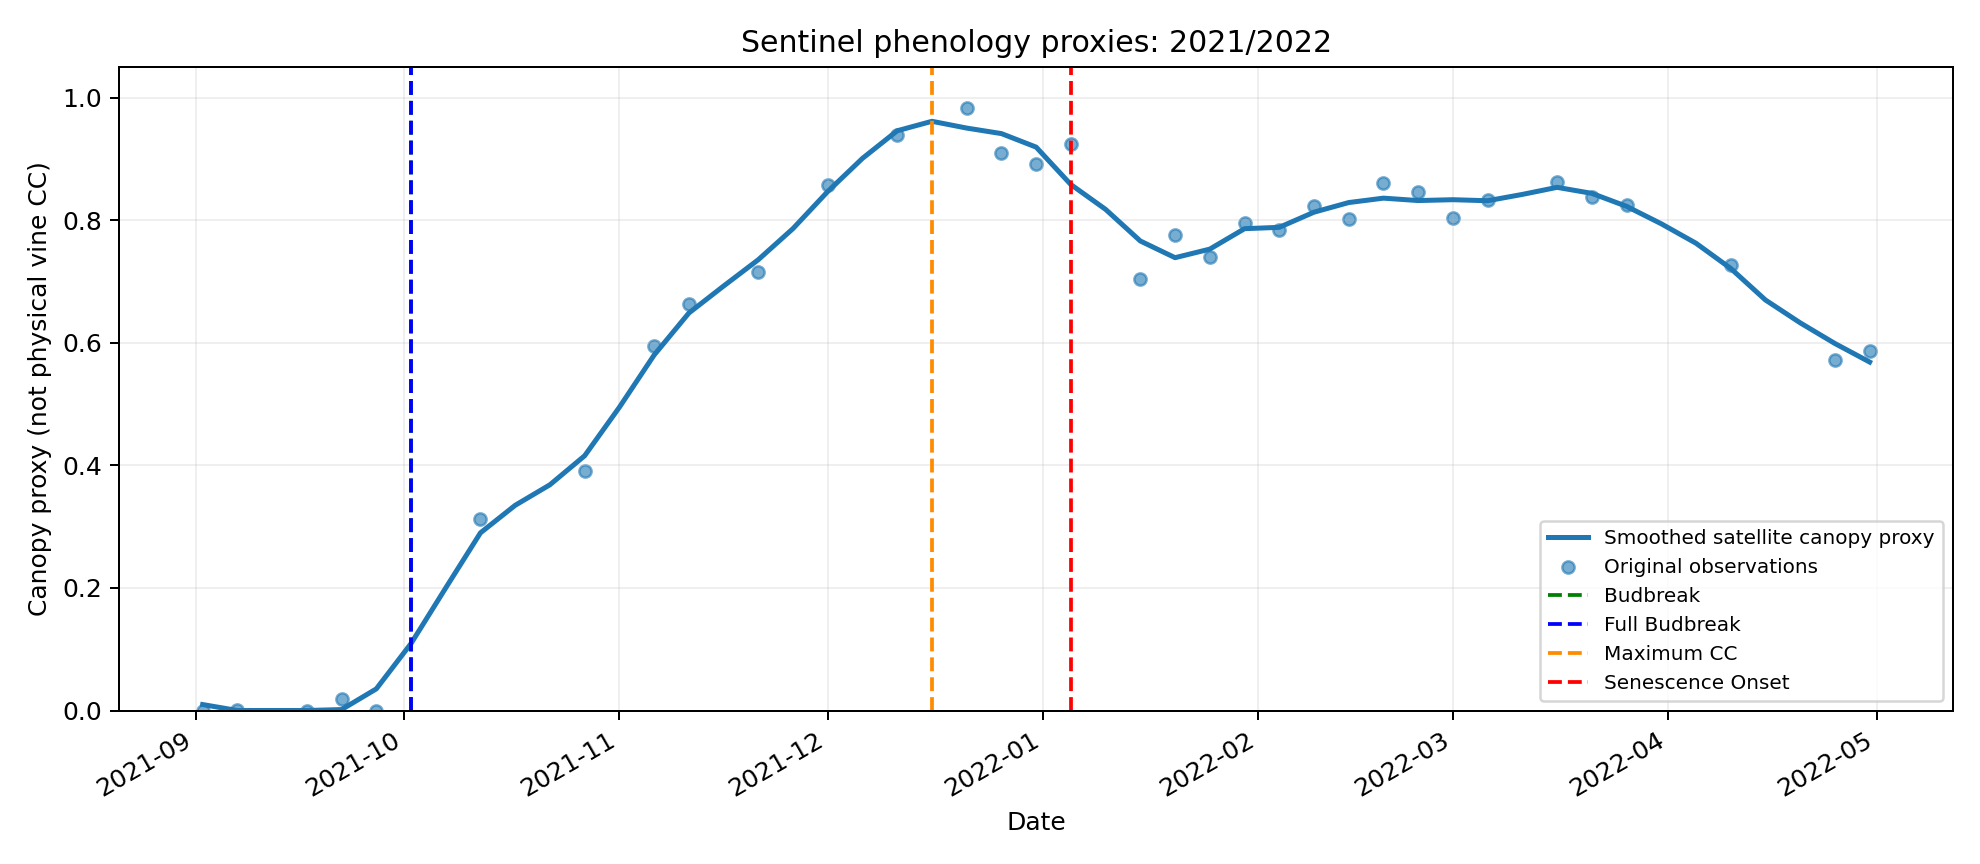 Sentinel phenology proxies: 2021/2022
Canopy proxy (not physical vine CC)
1.0
0.8
0.6
0.4
0.2
0.0
Smoothed satellite canopy proxy
Original observations
Budbreak
Full Budbreak
Maximum CC
Senescence Onset
2021-09
2021-10
2021-11
2021-12
2022-01
2022-02
2022-03
2022-04
2022-05
Date